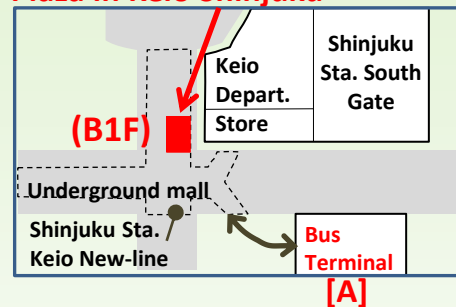 Plaza in Keio Shinjuku
Shinjuku
Sta. South
Gate
Keio
Depart.
Store
(B1F)
Underground mall
Shinjuku Sta.
Keio New-line
Bus
Terminal
[A]